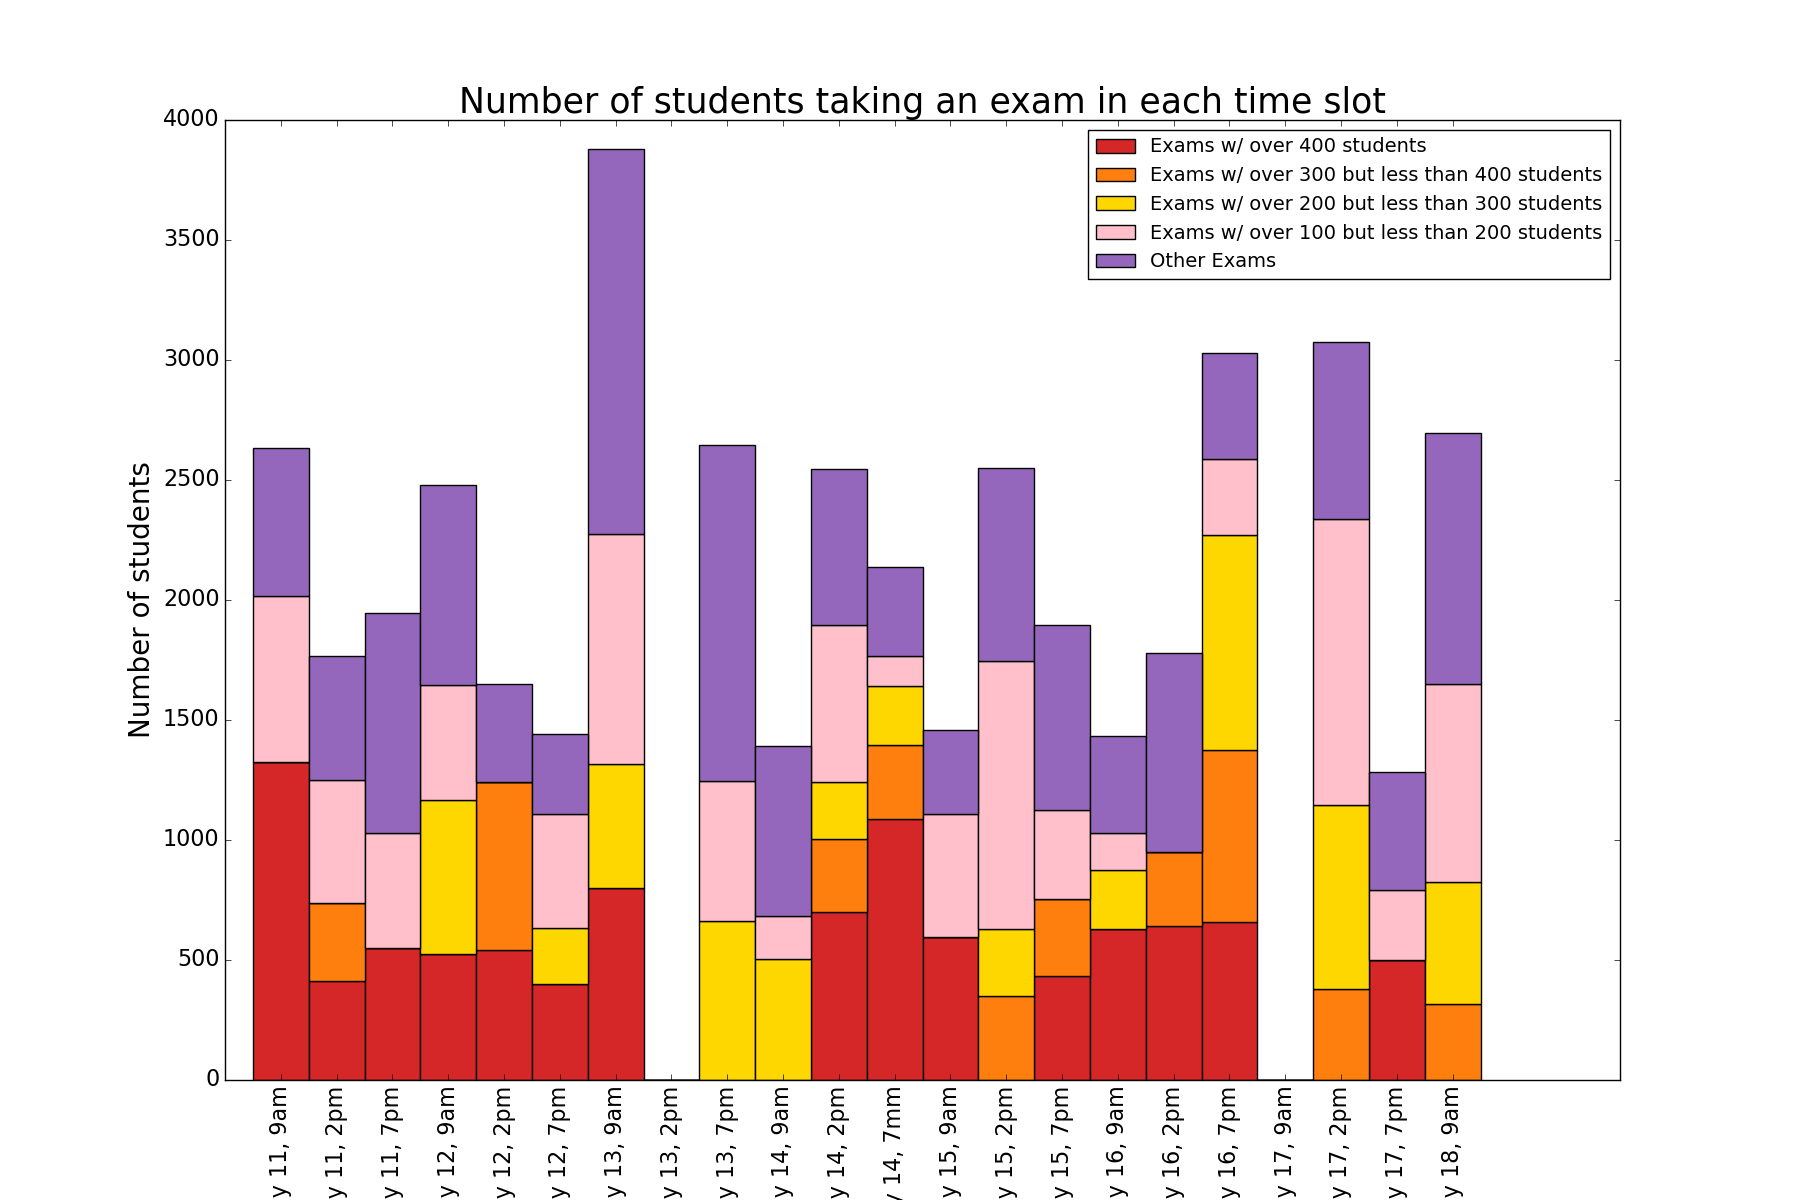 Number of students taking an exam in each time slot
Exams w/ over 400 students
Exams w/ over 300 but less than 400 students
Exams w/ over 200 but less than 300 students
Exams w/ over 100 but less than 200 students
Other Exams
Number of students
4000
3500
3000
2500
2000
1500
1000
500
0
y 11, 9am
y 11, 2pm
y 11, 7pm
y 12, 9am
y 12, 2pm
y 12, 7pm
y 13, 9am
y 13, 2pm
y 13, 7pm
y 14, 9am
y 14, 2pm
y 14, 7mm
y 15, 9am
y 15, 2pm
y 15, 7pm
y 16, 9am
y 16, 2pm
y 16, 7pm
y 17, 9am
y 17, 2pm
y 17, 7pm
y 18, 9am